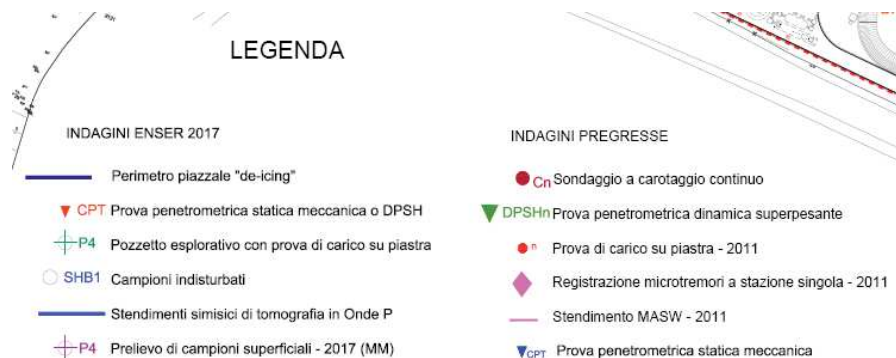 LEGENDA
INDAGINI ENSER 2017
Perimetro piazzale "de-icing"
CPT Prova penetrometrica statica meccanica o DPSH
P4 Pozzetto esplorativo con prova di carico su piastra
SHB1 Campioni indisturbati
Stendimenti simisici di tomografia in Onde P
P4 Prelievo di campioni superficiali - 2017 (MM)
INDAGINI PREGRESSE
Cn Sondaggio a carotaggio continuo
DPSHn Prova penetrometrica dinamica superpesante
n Prova di carico su piastra - 2011
Registrazione microtremori a stazione singola - 2011
Stendimento MASW - 2011
CPT Prova penetrometrica statica meccanica